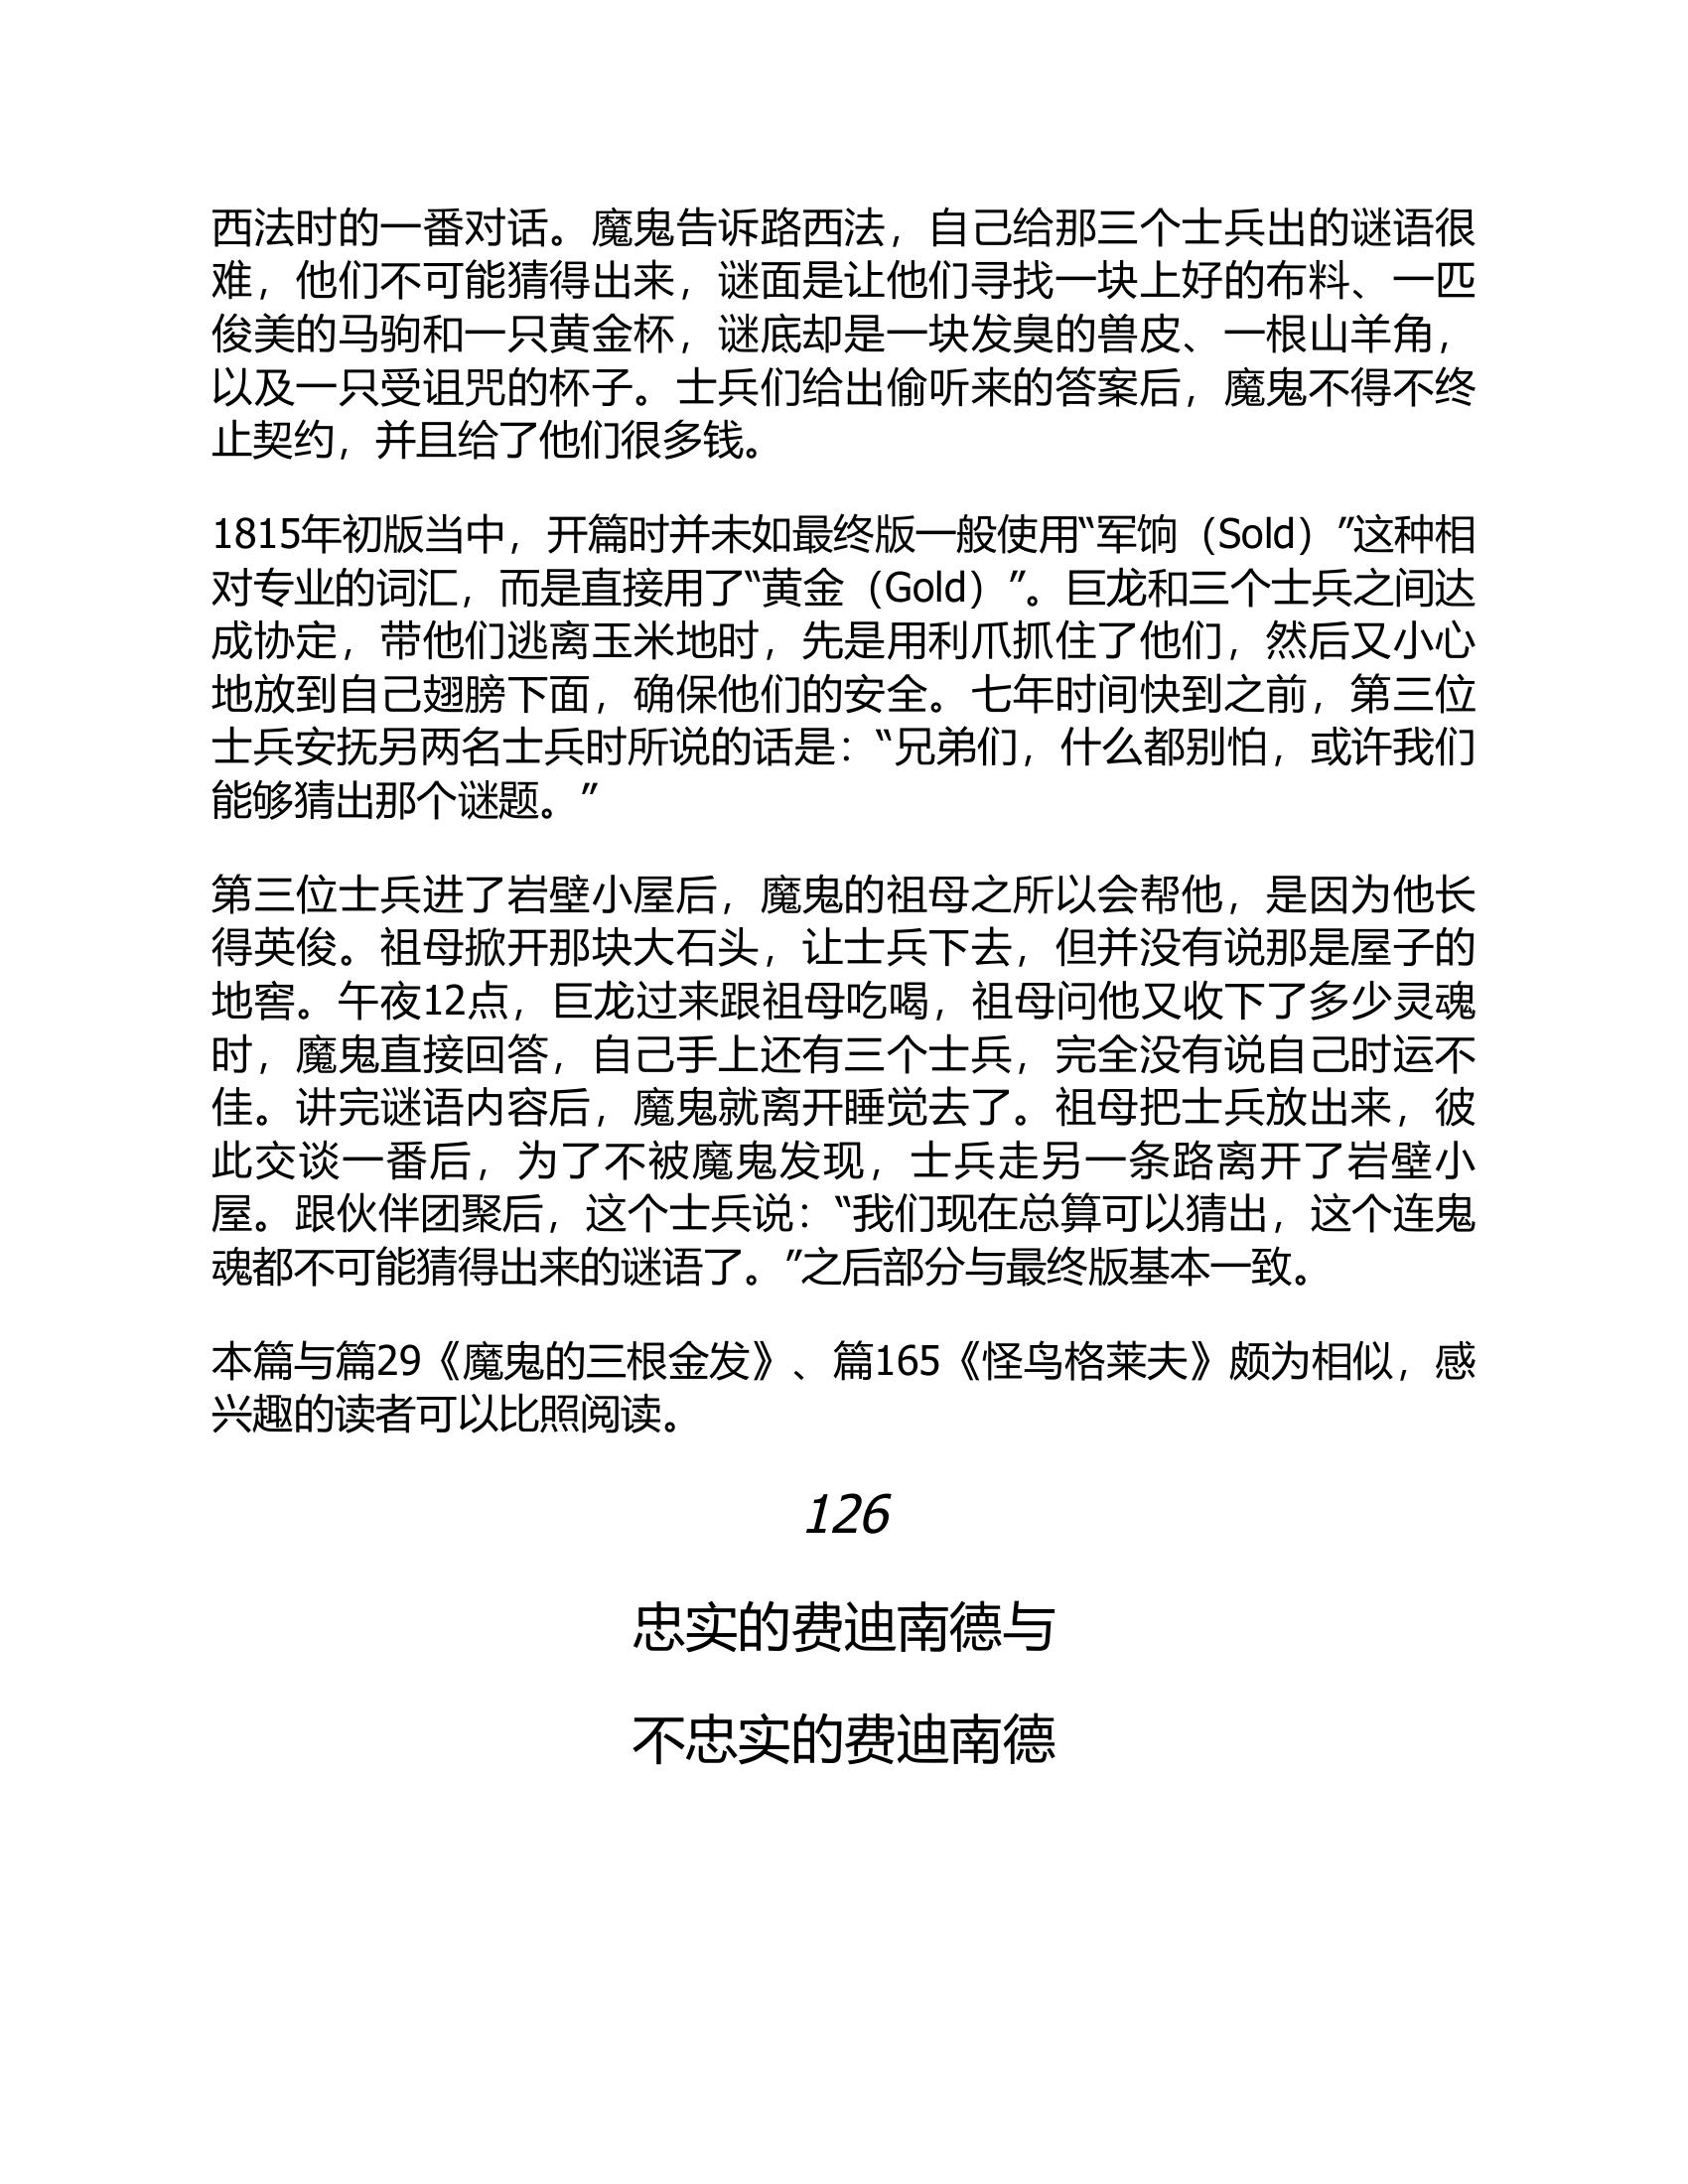 西法时的一番对话。魔鬼告诉路西法，自己给那三个士兵出的谜语很
难，他们不可能猜得出来，谜面是让他们寻找一块上好的布料、一匹
俊美的马驹和一只黄金杯，谜底却是一块发臭的兽皮、一根山羊角，
以及一只受诅咒的杯子。士兵们给出偷听来的答案后，魔鬼不得不终
止契约，并且给了他们很多钱。
1815年初版当中，开篇时并未如最终版一般使用“军饷（Sold）”这种相
对专业的词汇，而是直接用了“黄金（Gold）”。巨龙和三个士兵之间达
成协定，带他们逃离玉米地时，先是用利爪抓住了他们，然后又小心
地放到自己翅膀下面，确保他们的安全。七年时间快到之前，第三位
士兵安抚另两名士兵时所说的话是：“兄弟们，什么都别怕，或许我们
能够猜出那个谜题。”
第三位士兵进了岩壁小屋后，魔鬼的祖母之所以会帮他，是因为他长
得英俊。祖母掀开那块大石头，让士兵下去，但并没有说那是屋子的
地窖。午夜12点，巨龙过来跟祖母吃喝，祖母问他又收下了多少灵魂
时，魔鬼直接回答，自己手上还有三个士兵，完全没有说自己时运不
佳。讲完谜语内容后，魔鬼就离开睡觉去了。祖母把士兵放出来，彼
此交谈一番后，为了不被魔鬼发现，士兵走另一条路离开了岩壁小
屋。跟伙伴团聚后，这个士兵说：“我们现在总算可以猜出，这个连鬼
魂都不可能猜得出来的谜语了。”之后部分与最终版基本一致。
本篇与篇29《魔鬼的三根金发》、篇165《怪鸟格莱夫》颇为相似，感
兴趣的读者可以比照阅读。
126
忠实的费迪南德与
不忠实的费迪南德